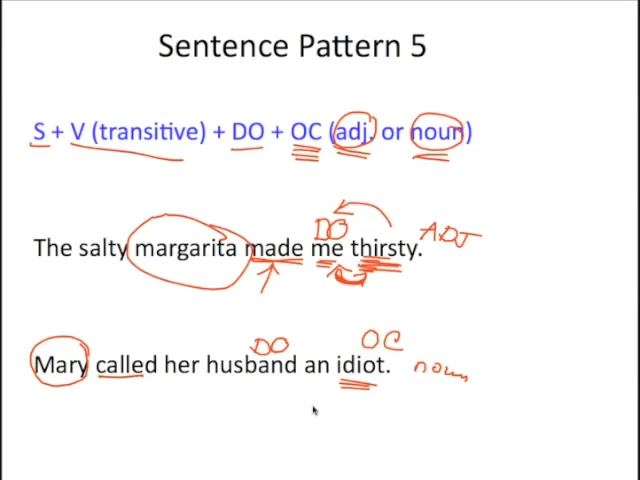 Sentence Pattern 5
S + V (transitive) + DO + OC (adj. or noun)
DO
The salty margarita made me thirsty. ADJ
DO OC
Mary called her husband an idiot. noun